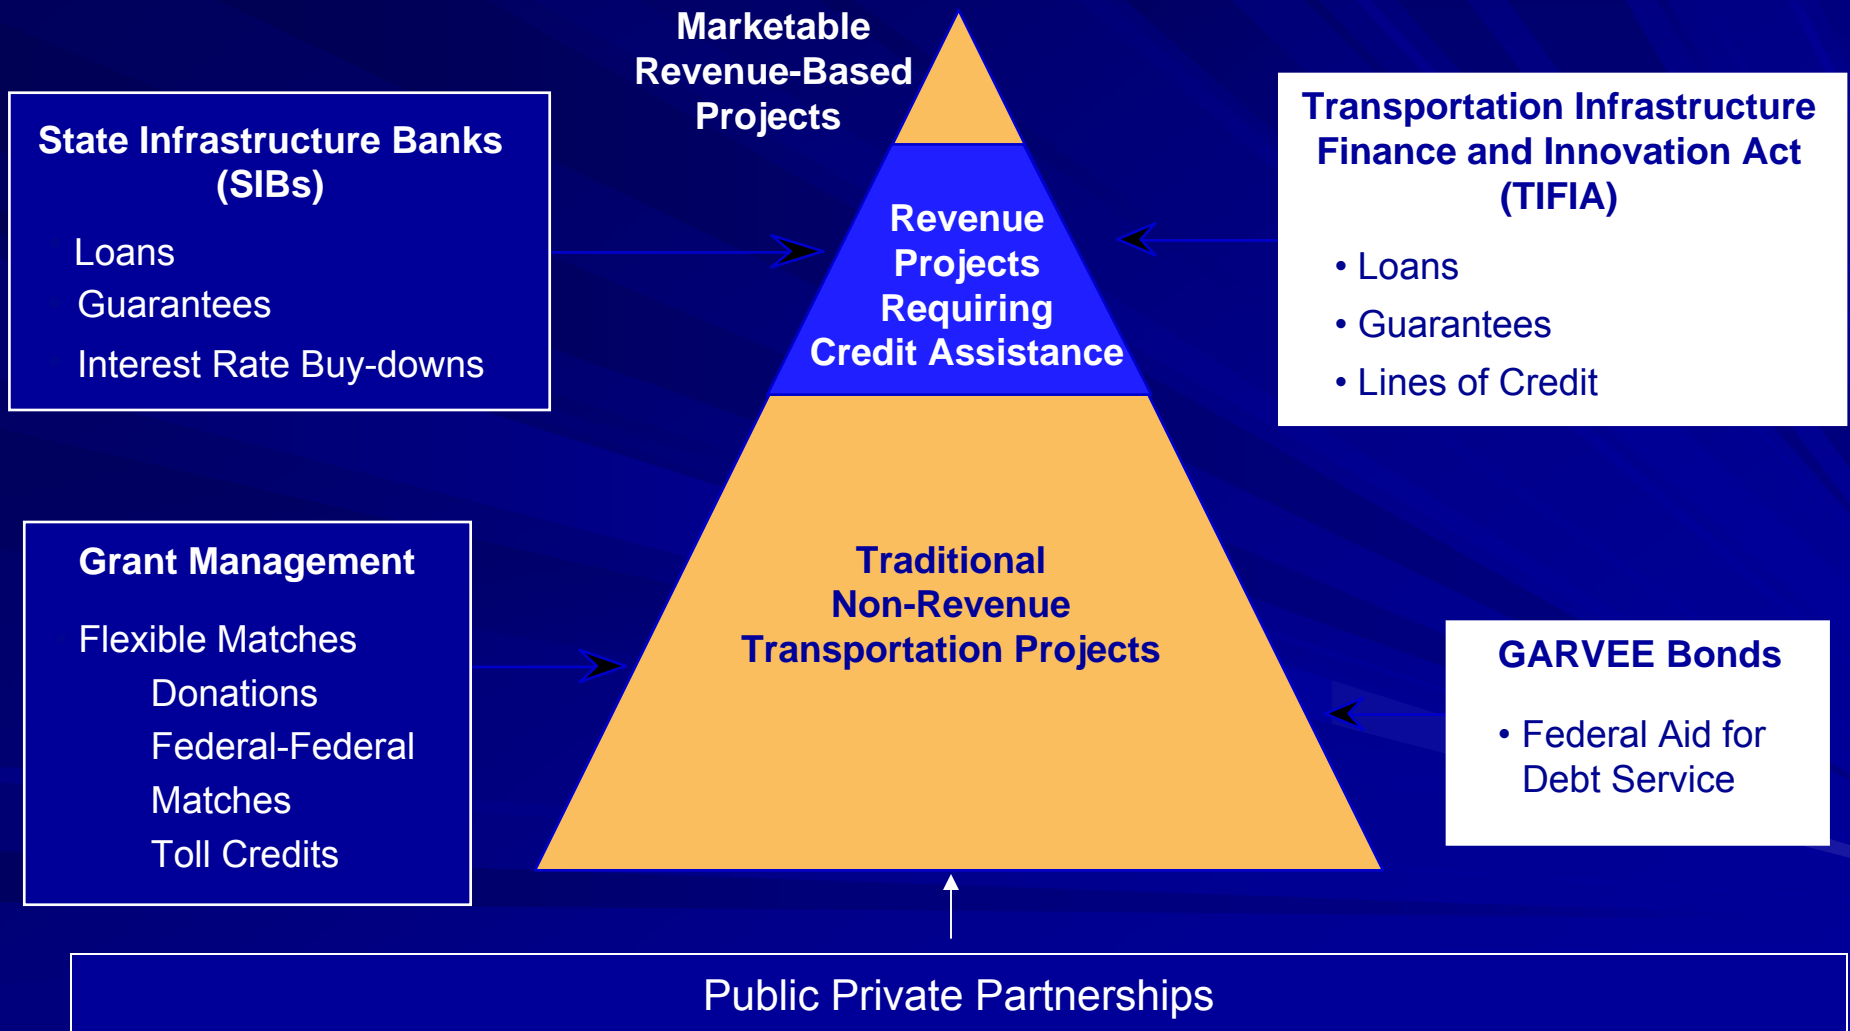 Marketable
Revenue-Based
Projects
State Infrastructure Banks
(SIBs)
Loans
Guarantees
Interest Rate Buy-downs
Transportation Infrastructure
Finance and Innovation Act
(TIFIA)
• Loans
• Guarantees
• Lines of Credit
Revenue
Projects
Requiring
Credit Assistance
Grant Management
Flexible Matches
Donations
Federal-Federal
Matches
Toll Credits
Traditional
Non-Revenue
Transportation Projects
GARVEE Bonds
• Federal Aid for
Debt Service
Public Private Partnerships